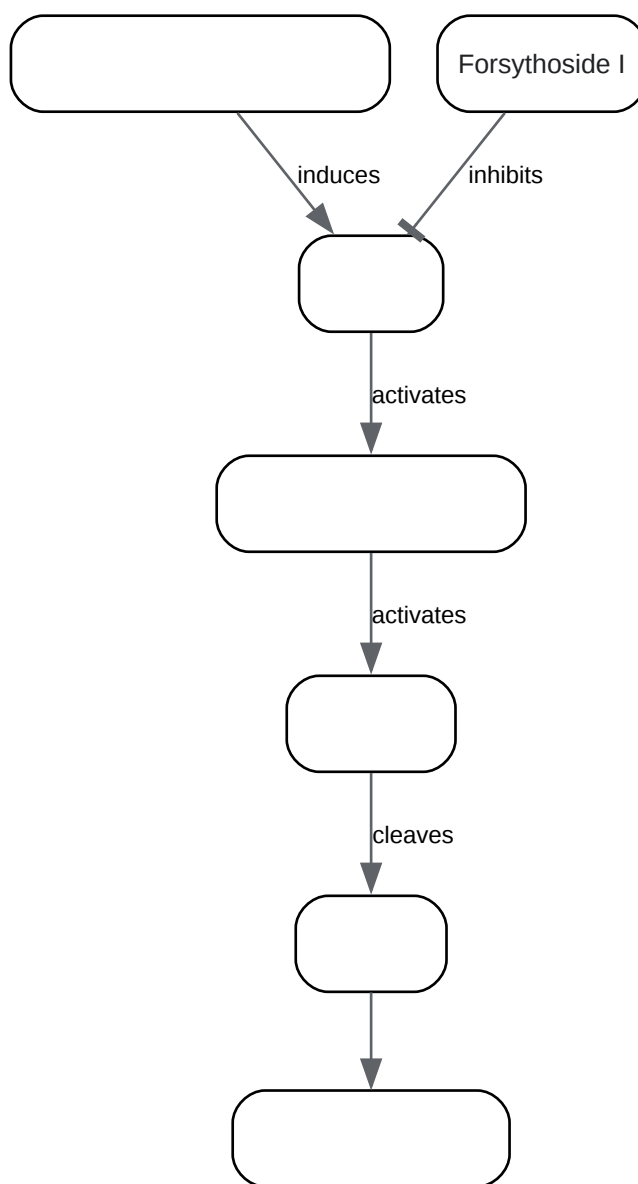 Forsythoside I
induces
inhibits
activates
activates
cleaves